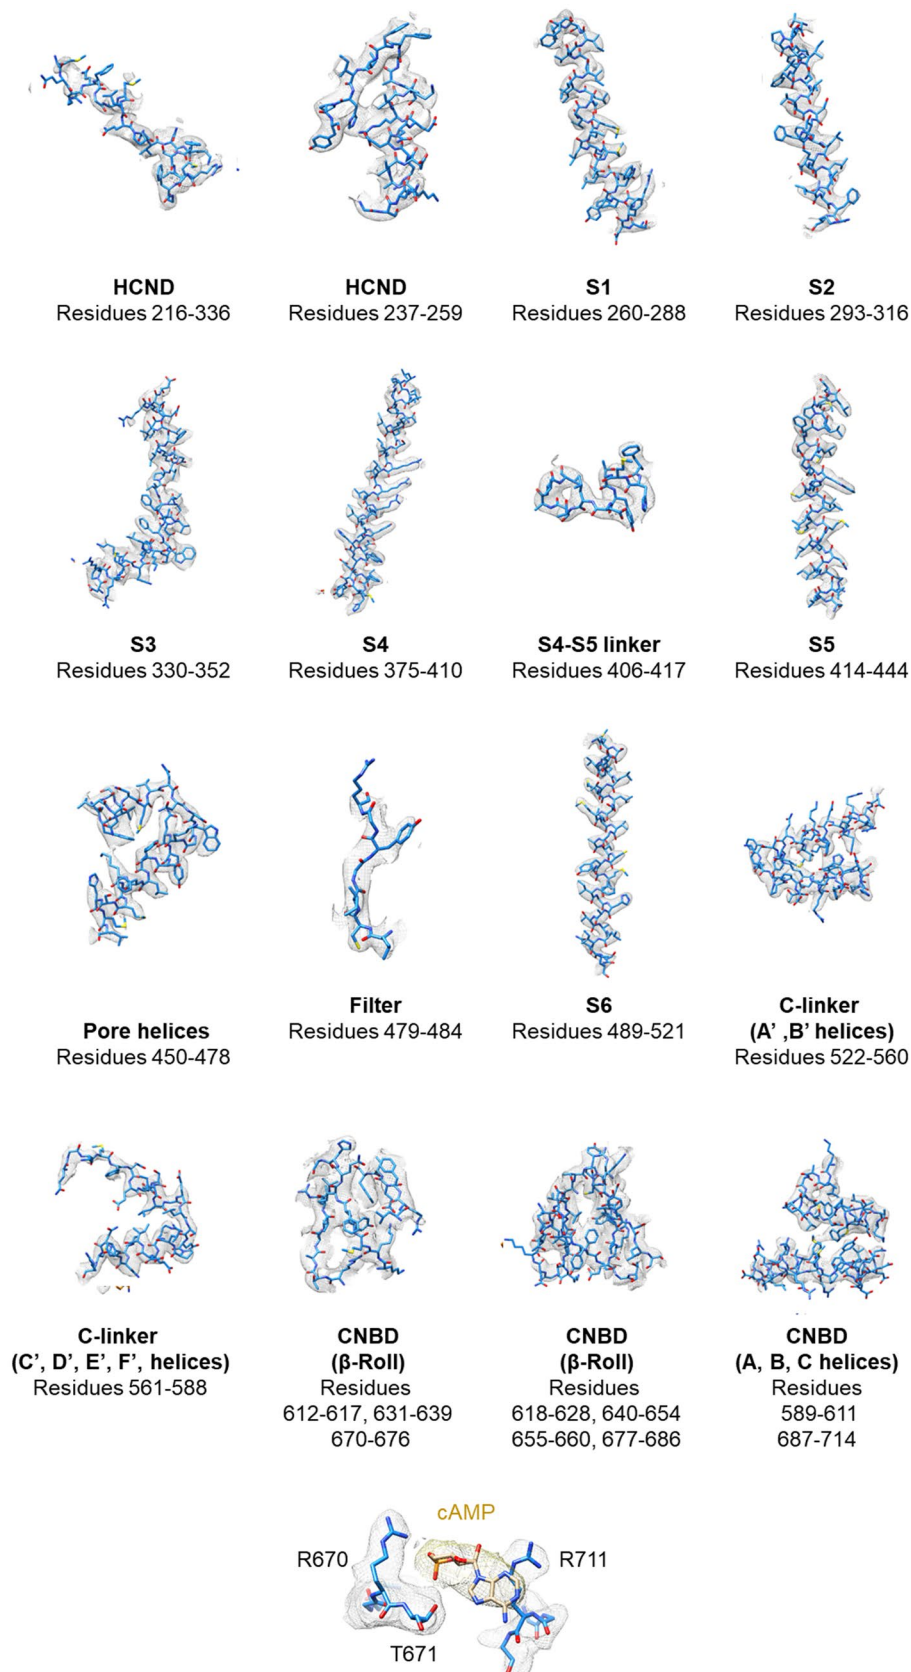 HCND
Residues 216-336
HCND
Residues 237-259
S1
Residues 260-288
S2
Residues 293-316
S3
Residues 330-352
S4
Residues 375-410
S4-S5 linker
Residues 406-417
S5
Residues 414-444
Pore helices
Residues 450-478
Filter
Residues 479-484
S6
Residues 489-521
C-linker
(A’ ,B’ helices)
Residues 522-560
C-linker
(C’, D’, E’, F’, helices)
Residues 561-588
CNBD
(β-Roll)
Residues
612-617, 631-639
670-676
CNBD
(β-Roll)
Residues
618-628, 640-654
655-660, 677-686
CNBD
(A, B, C helices)
Residues
589-611
687-714
cAMP
R670
R711
T671